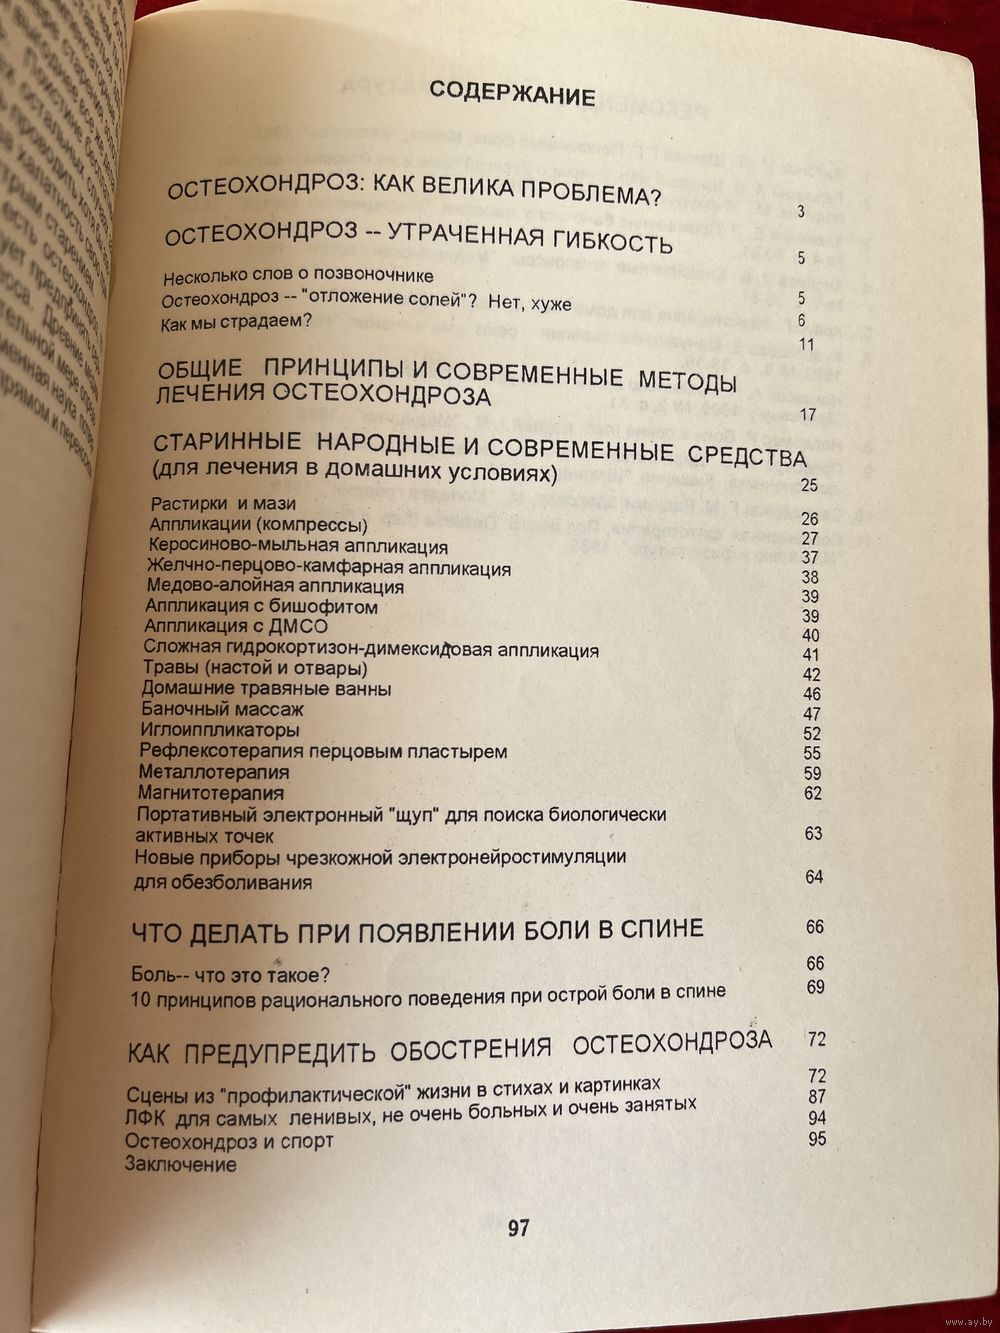 СОДЕРЖАНИЕ
ОСТЕОХОНДРОЗ: КАК ВЕЛИКА ПРОБЛЕМА? 3
ОСТЕОХОНДРОЗ -- УТРАЧЕННАЯ ГИБКОСТЬ 5
Несколько слов о позвоночнике 5
Остеохондроз -- "отложение солей"? Нет, хуже 6
Как мы страдаем? 11
ОБЩИЕ ПРИНЦИПЫ И СОВРЕМЕННЫЕ МЕТОДЫ
ЛЕЧЕНИЯ ОСТЕОХОНДРОЗА 17
СТАРИННЫЕ НАРОДНЫЕ И СОВРЕМЕННЫЕ СРЕДСТВА
(для лечения в домашних условиях) 25
Растирки и мази 26
Аппликации (компрессы) 27
Керосиново-мыльная аппликация 37
Желчно-перцово-камфарная аппликация 38
Медово-алойная аппликация 39
Аппликация с бишофитом 39
Аппликация с ДМСО 40
Сложная гидрокортизон-димексидовая аппликация 41
Травы (настой и отвары) 42
Домашние травяные ванны 46
Баночный массаж 47
Иглоиппликаторы 52
Рефлексотерапия перцовым пластырем 55
Металлотерапия 59
Магнитотерапия 62
Портативный электронный "щуп" для поиска биологически
активных точек 63
Новые приборы чрезкожной электронейростимуляции
для обезболивания 64
ЧТО ДЕЛАТЬ ПРИ ПОЯВЛЕНИИ БОЛИ В СПИНЕ 66
Боль-- что это такое? 66
10 принципов рационального поведения при острой боли в спине 69
КАК ПРЕДУПРЕДИТЬ ОБОСТРЕНИЯ ОСТЕОХОНДРОЗА 72
Сцены из "профилактической" жизни в стихах и картинках 72
ЛФК для самых ленивых, не очень больных и очень занятых 87
Остеохондроз и спорт 94
Заключение 95
97
www.ay.by